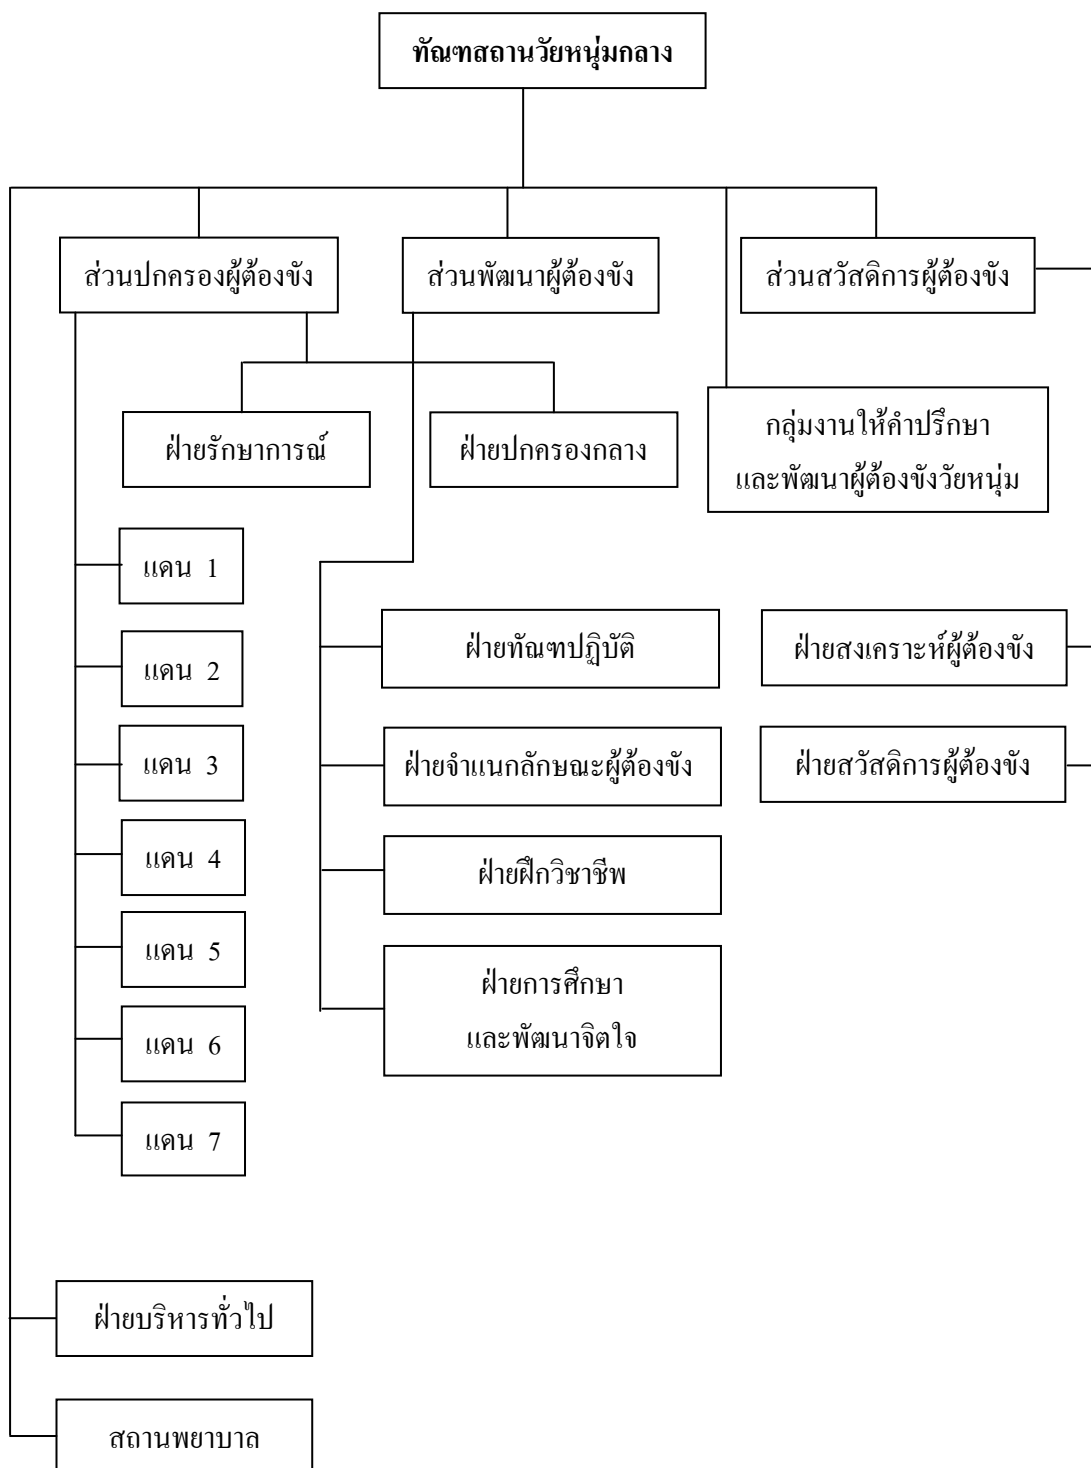 ทัณฑสถานวัยหนุ่มกลาง
ส่วนปกครองผู้ต้องขัง
ส่วนพัฒนาผู้ต้องขัง
ส่วนสวัสดิการผู้ต้องขัง
ฝ่ายรักษาการณ์
ฝ่ายปกครองกลาง
กลุ่มงานให้คำปรึกษา
และพัฒนาผู้ต้องขังวัยหนุ่ม
แดน 1
แดน 2
แดน 3
แดน 4
แดน 5
แดน 6
แดน 7
ฝ่ายทัณฑปฏิบัติ
ฝ่ายจำแนกลักษณะผู้ต้องขัง
ฝ่ายฝึกวิชาชีพ
ฝ่ายการศึกษา
และพัฒนาจิตใจ
ฝ่ายสงเคราะห์ผู้ต้องขัง
ฝ่ายสวัสดิการผู้ต้องขัง
ฝ่ายบริหารทั่วไป
สถานพยาบาล